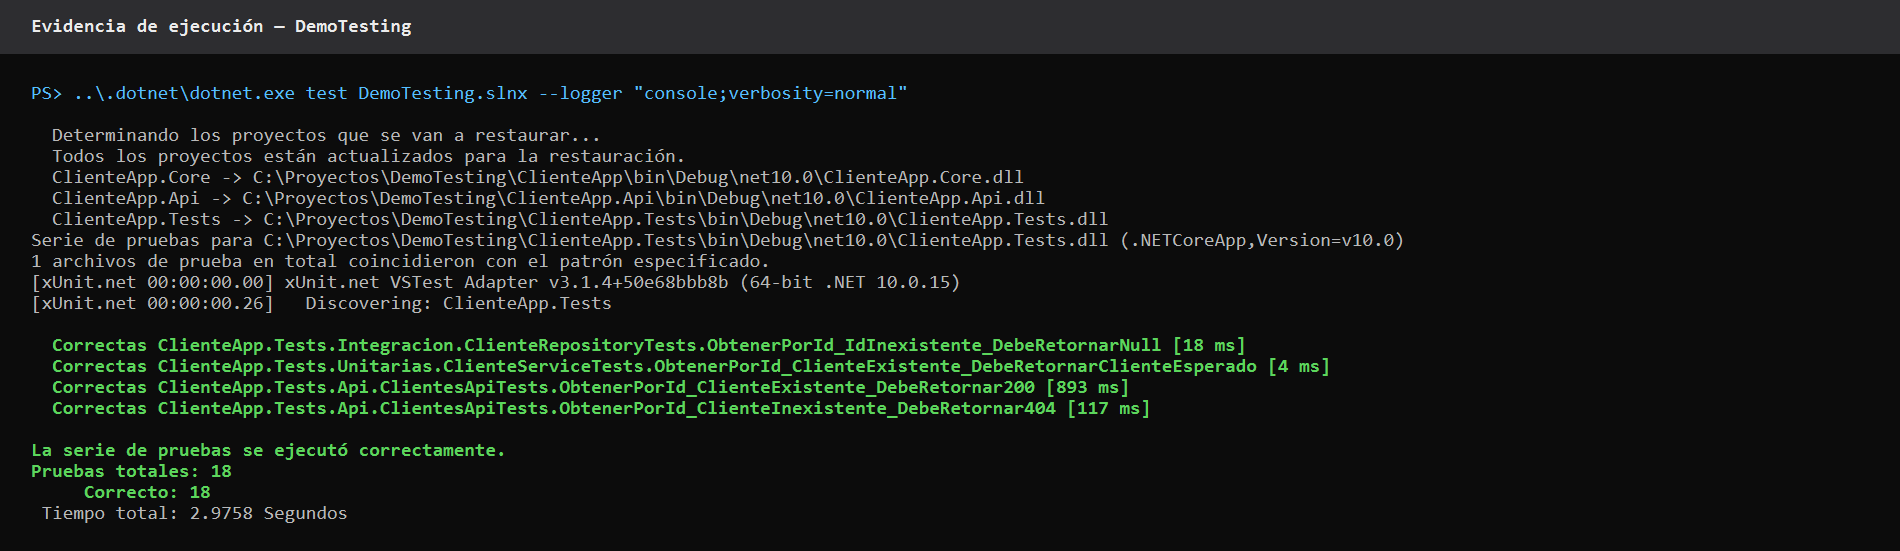 Evidencia de ejecución — DemoTesting
PS> ..\.dotnet\dotnet.exe test DemoTesting.slnx --logger "console;verbosity=normal"
Determinando los proyectos que se van a restaurar...
Todos los proyectos están actualizados para la restauración.
ClienteApp.Core -> C:\Proyectos\DemoTesting\ClienteApp\bin\Debug\net10.0\ClienteApp.Core.dll
ClienteApp.Api -> C:\Proyectos\DemoTesting\ClienteApp.Api\bin\Debug\net10.0\ClienteApp.Api.dll
ClienteApp.Tests -> C:\Proyectos\DemoTesting\ClienteApp.Tests\bin\Debug\net10.0\ClienteApp.Tests.dll
Serie de pruebas para C:\Proyectos\DemoTesting\ClienteApp.Tests\bin\Debug\net10.0\ClienteApp.Tests.dll (.NETCoreApp,Version=v10.0)
1 archivos de prueba en total coincidieron con el patrón especificado.
[xUnit.net 00:00:00.00] xUnit.net VSTest Adapter v3.1.4+50e68bbb8b (64-bit .NET 10.0.15)
[xUnit.net 00:00:00.26]   Discovering: ClienteApp.Tests
Correctas ClienteApp.Tests.Integracion.ClienteRepositoryTests.ObtenerPorId_IdInexistente_DebeRetornarNull [18 ms]
Correctas ClienteApp.Tests.Unitarias.ClienteServiceTests.ObtenerPorId_ClienteExistente_DebeRetornarClienteEsperado [4 ms]
Correctas ClienteApp.Tests.Api.ClientesApiTests.ObtenerPorId_ClienteExistente_DebeRetornar200 [893 ms]
Correctas ClienteApp.Tests.Api.ClientesApiTests.ObtenerPorId_ClienteInexistente_DebeRetornar404 [117 ms]
La serie de pruebas se ejecutó correctamente.
Pruebas totales: 18
Correcto: 18
Tiempo total: 2.9758 Segundos